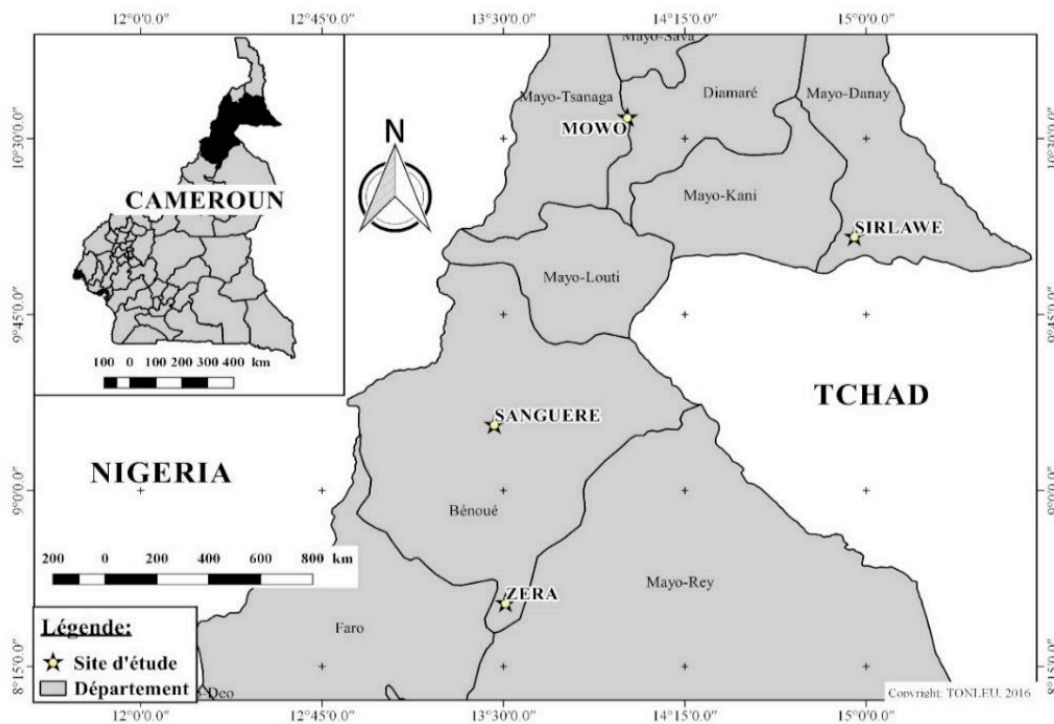 12°0'0.0" 12°45'0.0" 13°30'0.0" 14°15'0.0" 15°0'0.0"
Mayo-Sava
Mayo-Tsanaga
Diamaré
Mayo-Danay
MOWO
N
10°30'0.0"
10°30'0.0"
CAMEROUN
Mayo-Kani
SIRLAWE
Mayo-Louti
9°45'0.0"
9°45'0.0"
100 0 100 200 300 400 km
TCHAD
SANGUERE
NIGERIA
9°0'0.0"
9°0'0.0"
Bénoué
200 0 200 400 600 800 km
Mayo-Rey
ZERA
Légende:
Faro
Site d'étude
8°15'0.0"
8°15'0.0"
Département
-Deo
Copyright: TONLEU, 2016
12°0'0.0" 12°45'0.0" 13°30'0.0" 14°15'0.0" 15°0'0.0"